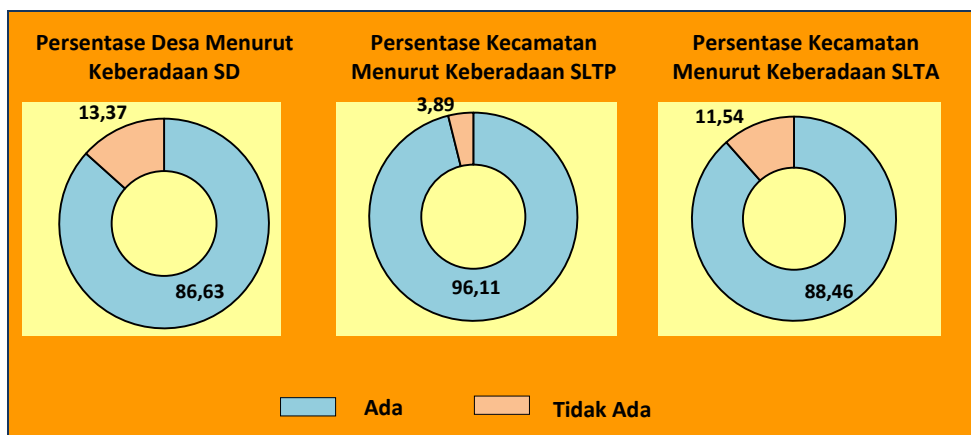 Persentase Desa Menurut
Keberadaan SD
13,37
86,63
Persentase Kecamatan
Menurut Keberadaan SLTP
3,89
96,11
Persentase Kecamatan
Menurut Keberadaan SLTA
11,54
88,46
Ada
Tidak Ada